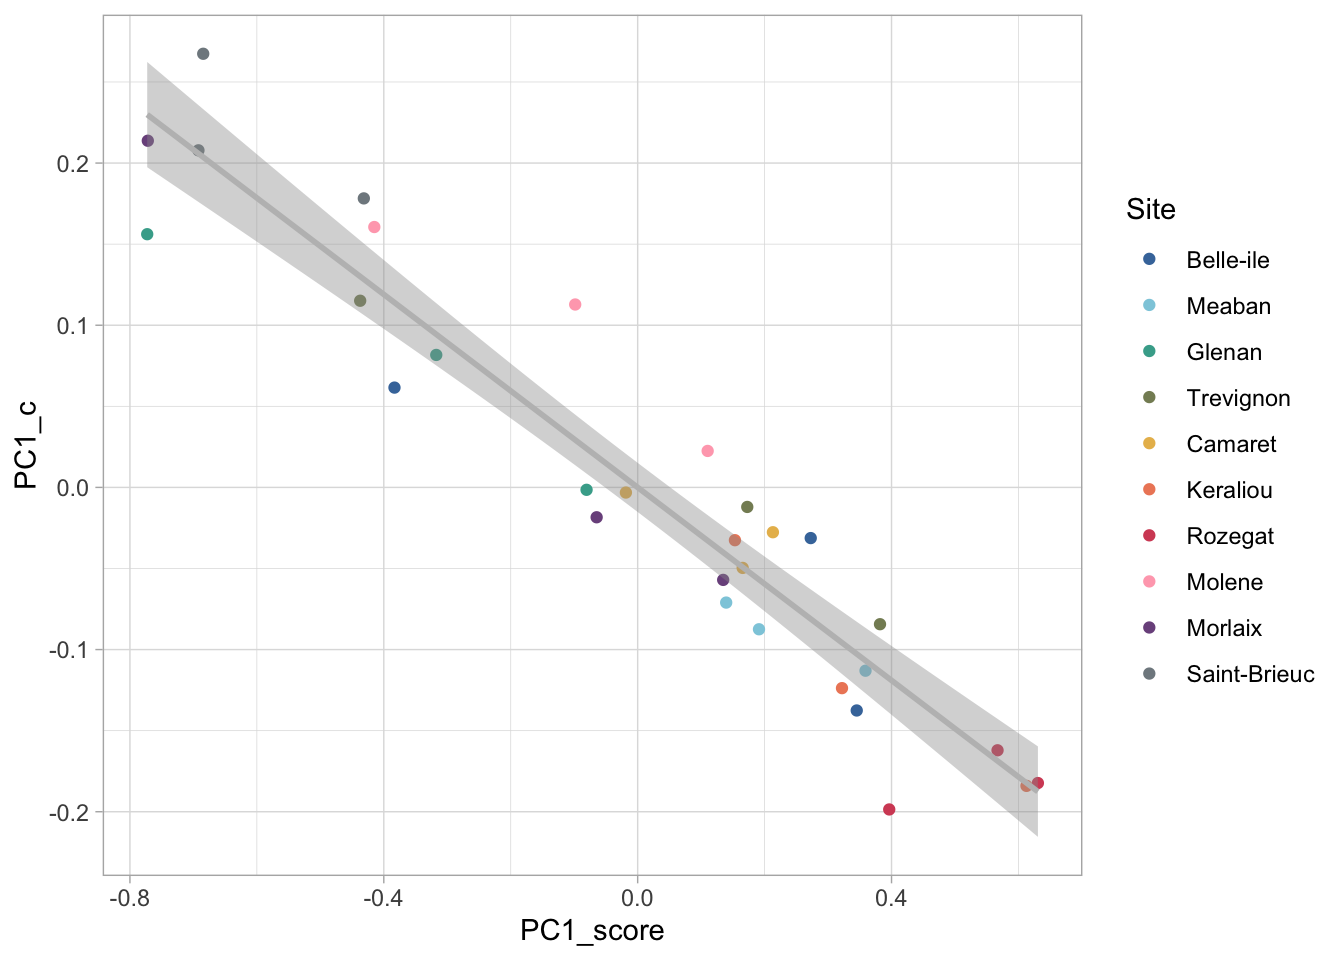 0.2
0.1
0.0
-0.1
-0.2
PC1_c
-0.8
-0.4
0.0
0.4
PC1_score
Site
Belle-ile
Meaban
Glenan
Trevignon
Camaret
Keraliou
Rozegat
Molene
Morlaix
Saint-Brieuc